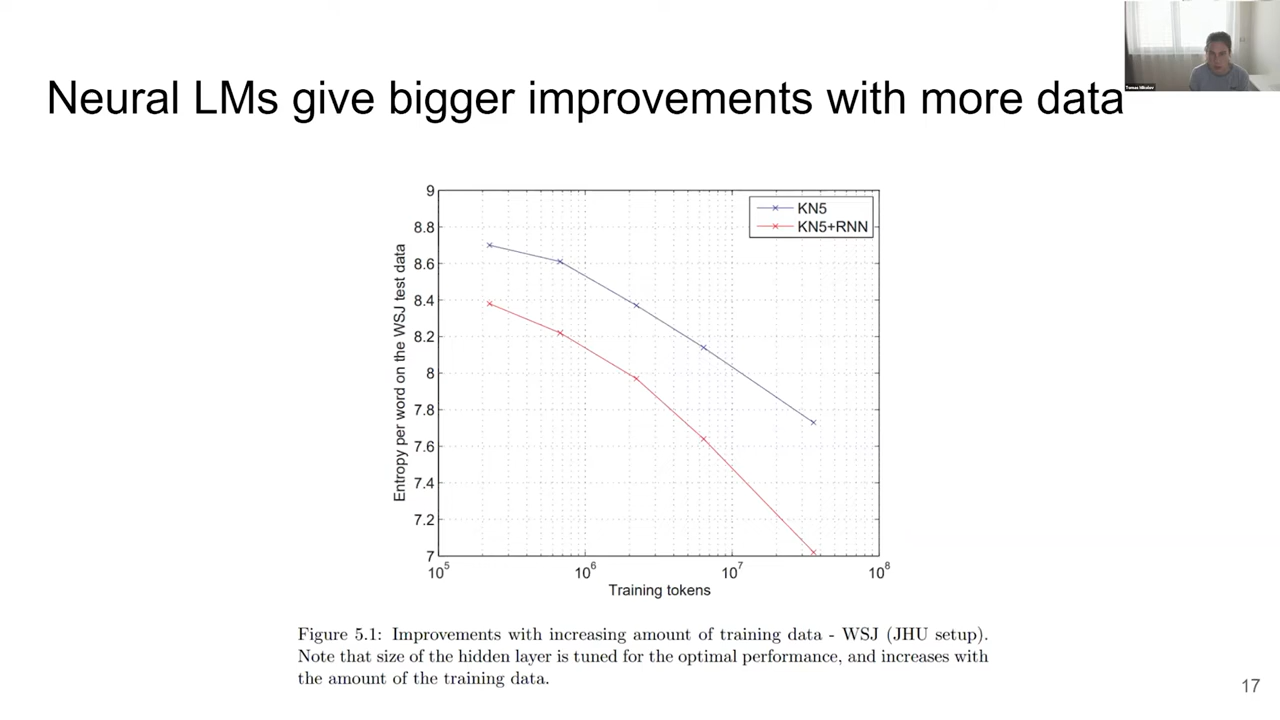 Tomas Mikolov
Neural LMs give bigger improvements with more data
9
8.8
8.6
8.4
8.2
8
7.8
7.6
7.4
7.2
7
Entropy per word on the WSJ test data
KN5
KN5+RNN
10^5
10^6
10^7
10^8
Training tokens
Figure 5.1: Improvements with increasing amount of training data - WSJ (JHU setup).
Note that size of the hidden layer is tuned for the optimal performance, and increases with
the amount of the training data.
17